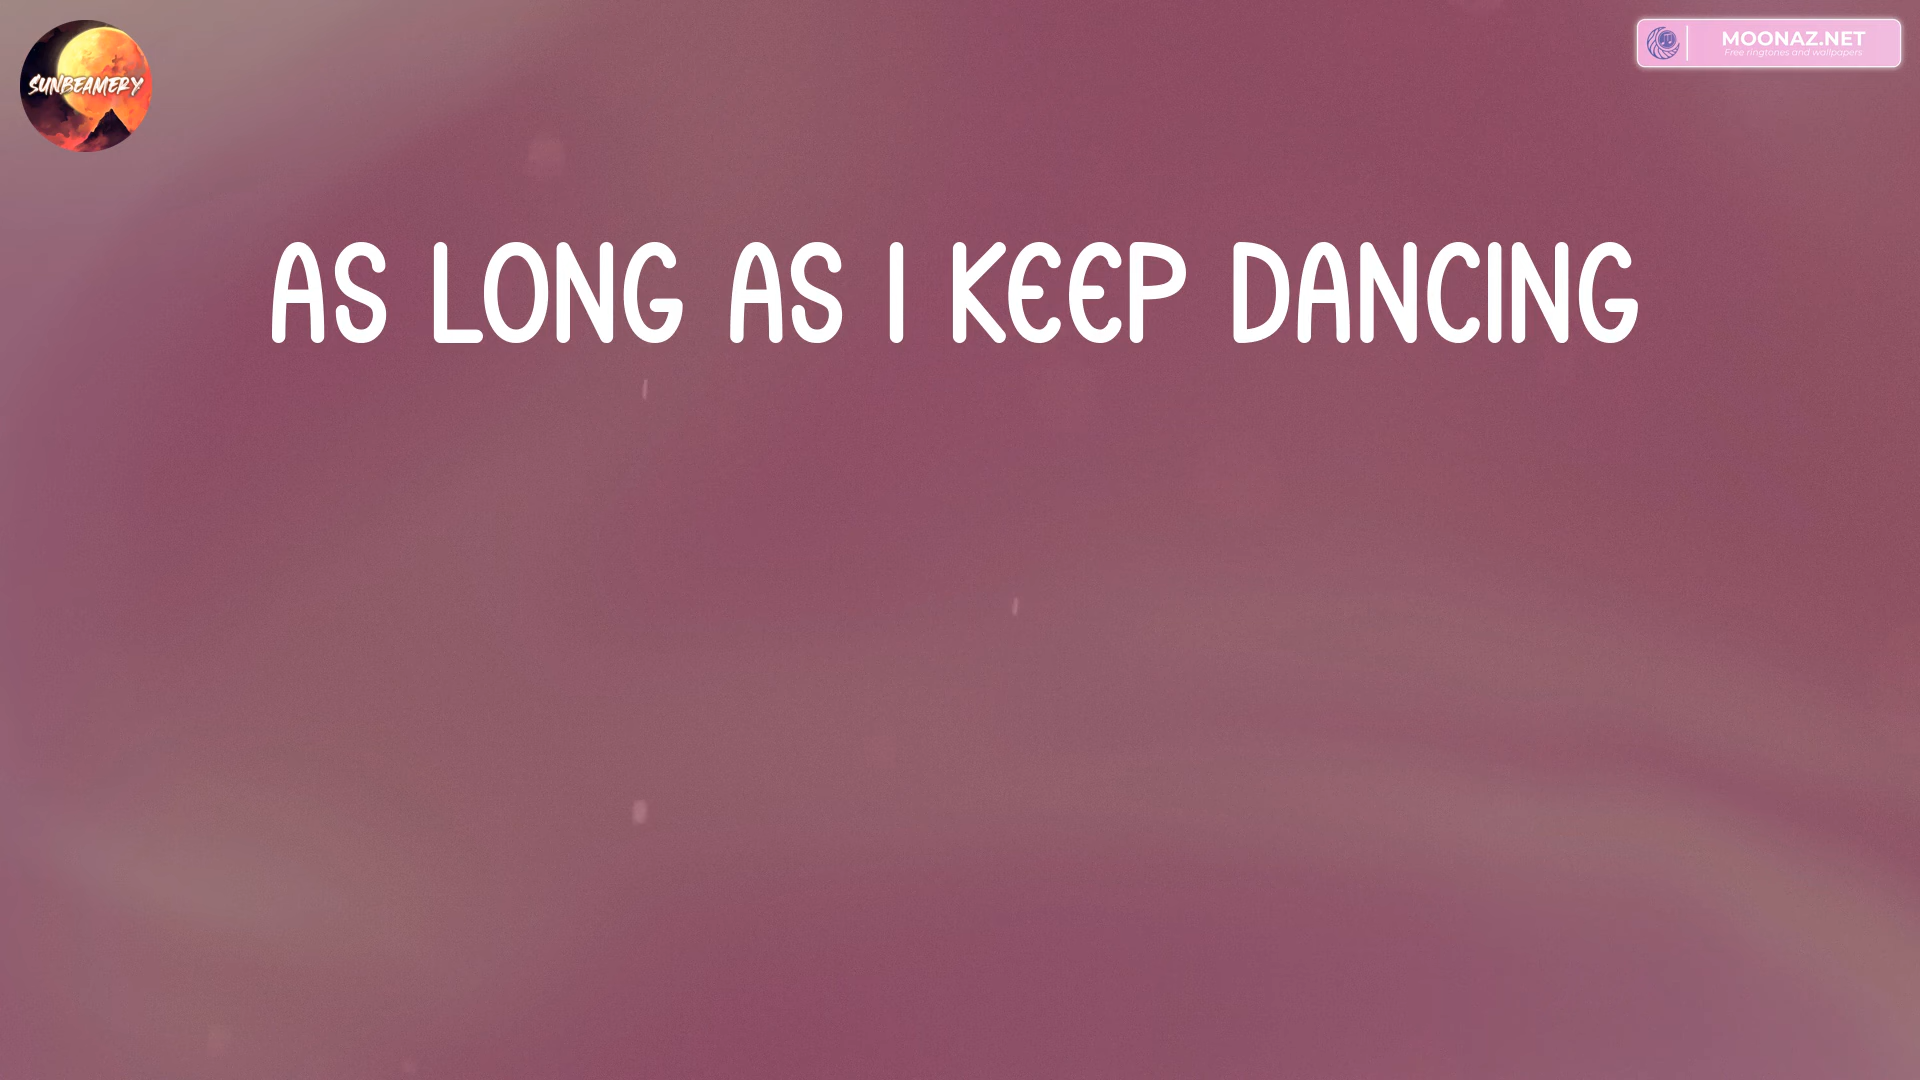 SUNBEAMERY
MOONAZ.NET
Free ringtones and wallpapers
AS LONG AS I KEEP DANCING